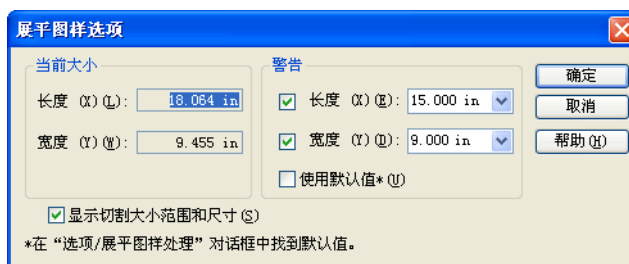 展平图样选项
当前大小
长度 (X)(L): 18.064 in
宽度 (Y)(W): 9.455 in
警告
长度 (X)(E): 15.000 in
宽度 (Y)(D): 9.000 in
使用默认值*(U)
确定
取消
帮助(H)
显示切割大小范围和尺寸(S)
*在“选项/展平图样处理”对话框中找到默认值。